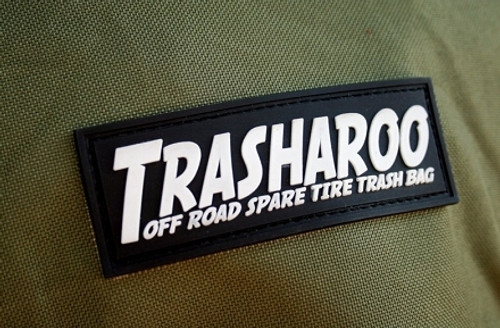 TRASHAROO
OFF ROAD SPARE TIRE TRASH BAG